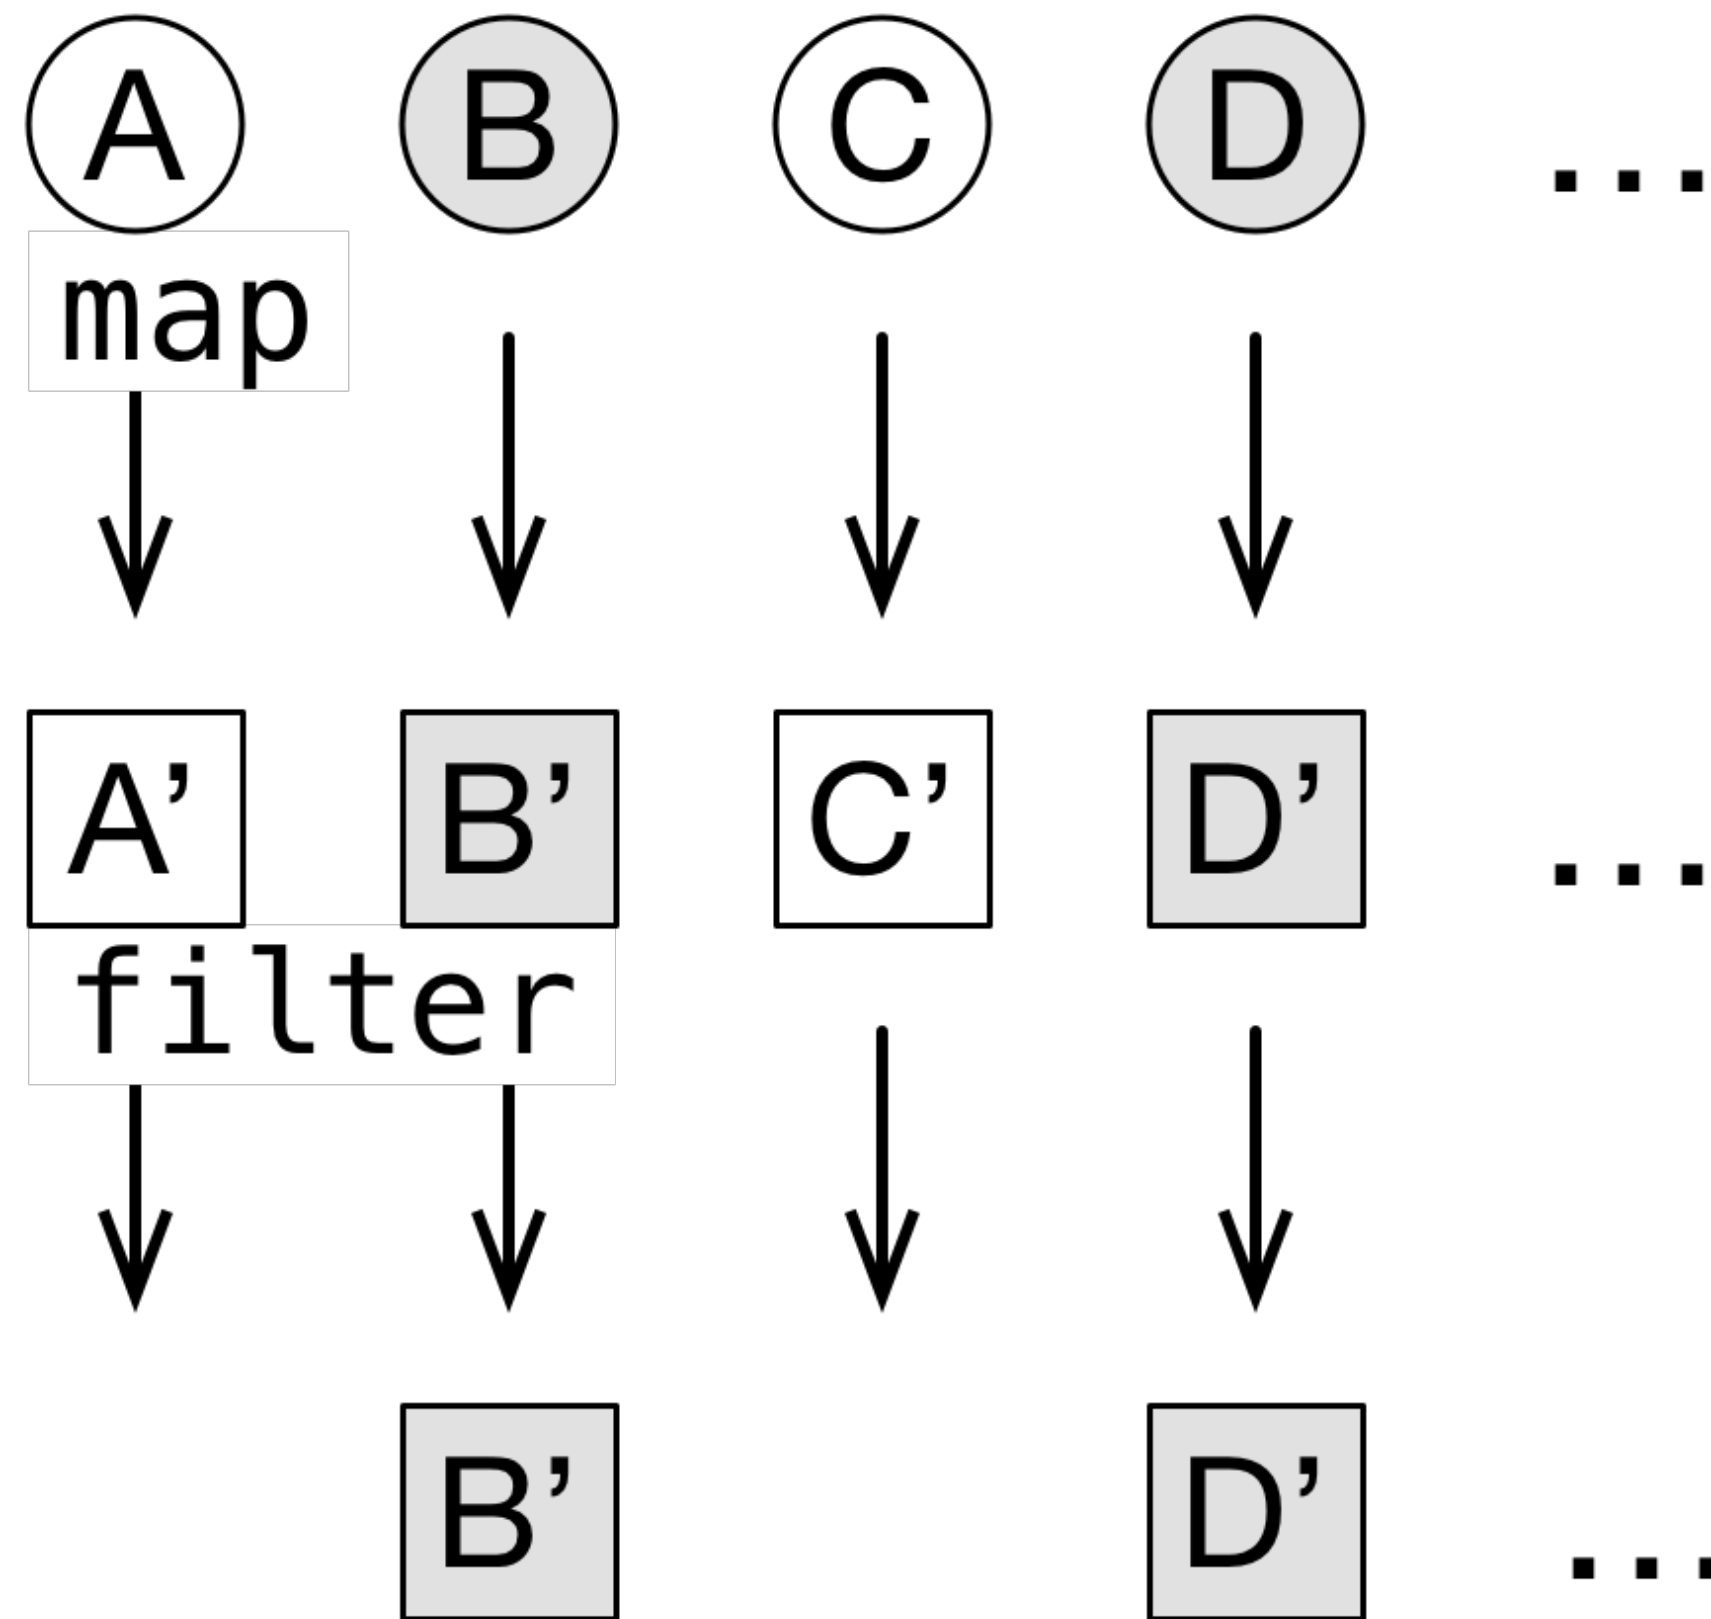 A B C D ...
map
A’ B’ C’ D’ ...
filter
B’ D’ ...